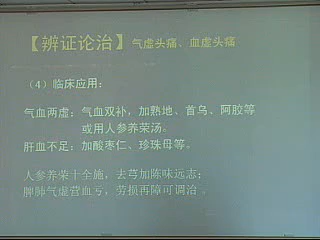 【辨证论治】气虚头痛、血虚头痛
（4）临床应用：
气血两虚：气血双补，加熟地、首乌、阿胶等
或用人参养荣汤。
肝血不足：加酸枣仁、珍珠母等。
人参养荣十全施，去芎加陈味远志；
脾肺气虚营血亏，劳损再障可调治。